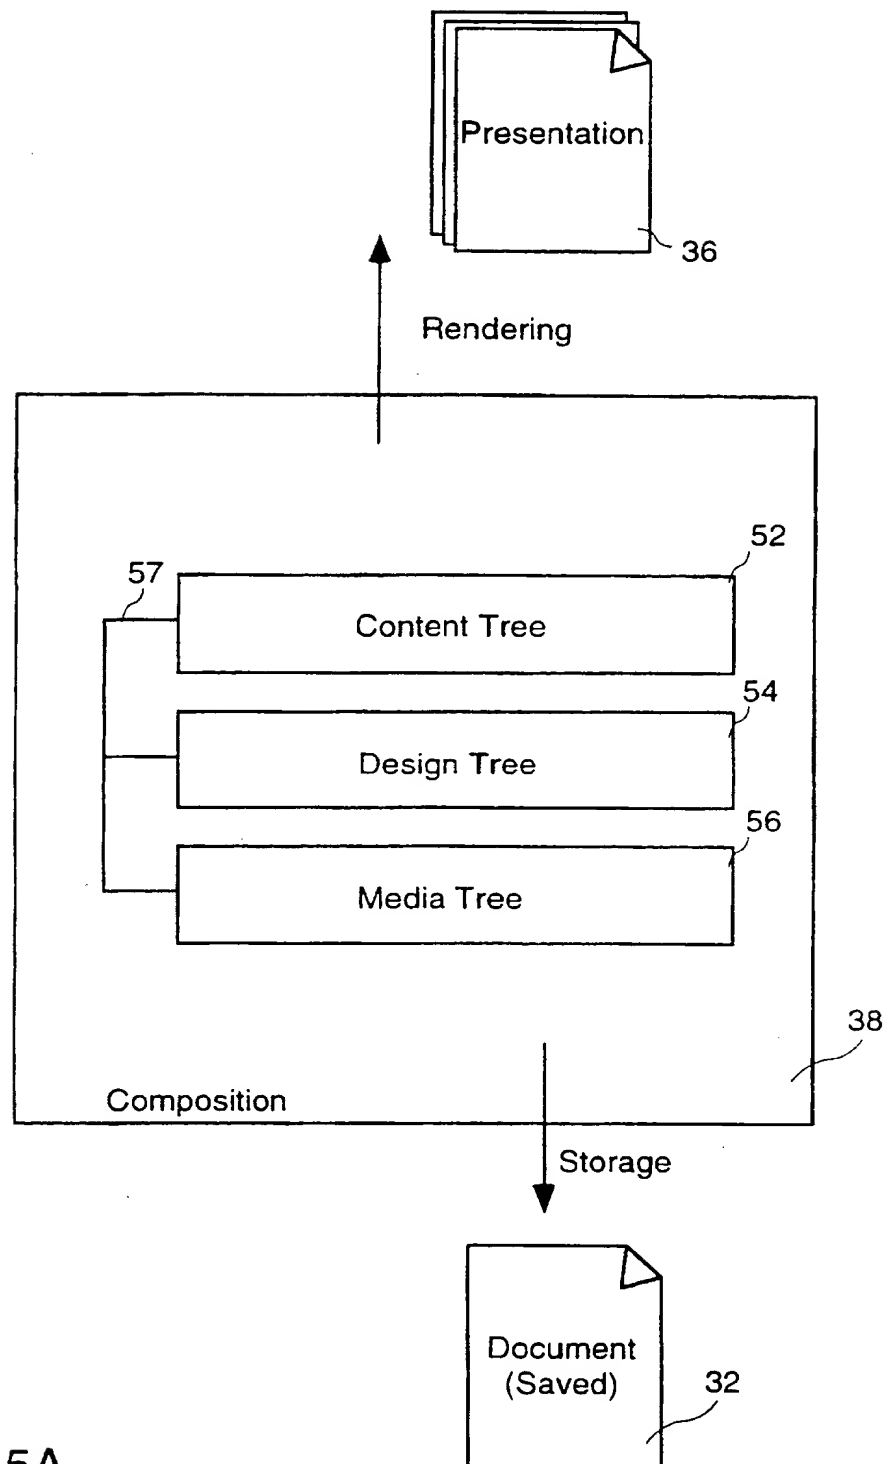 Presentation
36
Rendering
52
57
Content Tree
54
Design Tree
56
Media Tree
38
Composition
Storage
Document
(Saved)
32
5A